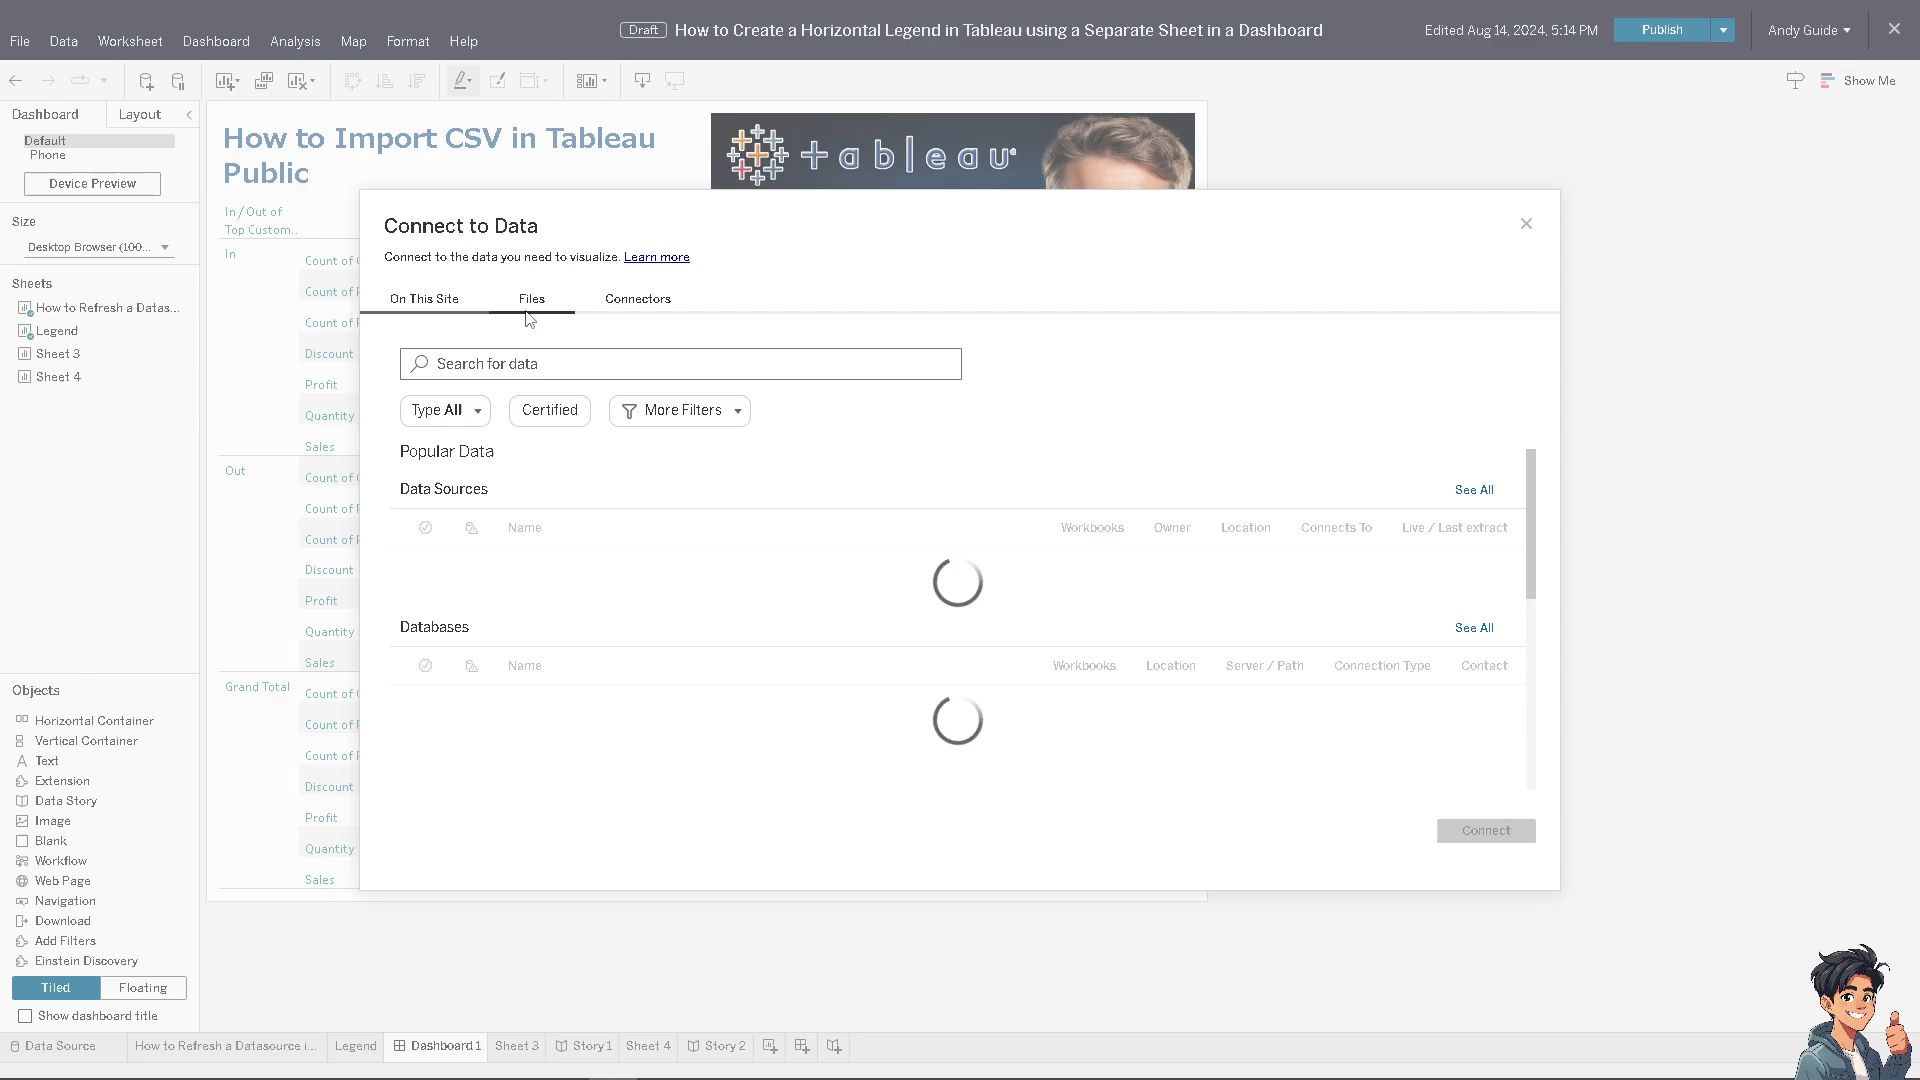 Draft How to Create a Horizontal Legend in Tableau using a Separate Sheet in a Dashboard
Edited Aug 14, 2024, 5:14 PM Publish Andy Guide
File Data Worksheet Dashboard Analysis Map Format Help
Show Me
Dashboard Layout
Default
Phone
Device Preview
Size
Desktop Browser (100...
Sheets
How to Refresh a Datas...
Legend
Sheet 3
Sheet 4
Objects
Horizontal Container
Vertical Container
Text
Extension
Data Story
Image
Blank
Workflow
Web Page
Navigation
Download
Add Filters
Einstein Discovery
Tiled Floating
Show dashboard title
How to Import CSV in Tableau
Public
+ableau
In / Out of
Top Custom..
In
Count of
Count of
Count of
Discount
Profit
Quantity
Sales
Out
Count of
Count of
Count of
Discount
Profit
Quantity
Sales
Grand Total
Count of
Count of
Count of
Discount
Profit
Quantity
Sales
Connect to Data
Connect to the data you need to visualize. Learn more
On This Site Files Connectors
Search for data
Type All Certified More Filters
Popular Data
Data Sources See All
Name Workbooks Owner Location Connects To Live / Last extract
Databases See All
Name Workbooks Location Server / Path Connection Type Contact
Connect
Data Source How to Refresh a Datasource i... Legend Dashboard 1 Sheet 3 Story 1 Sheet 4 Story 2